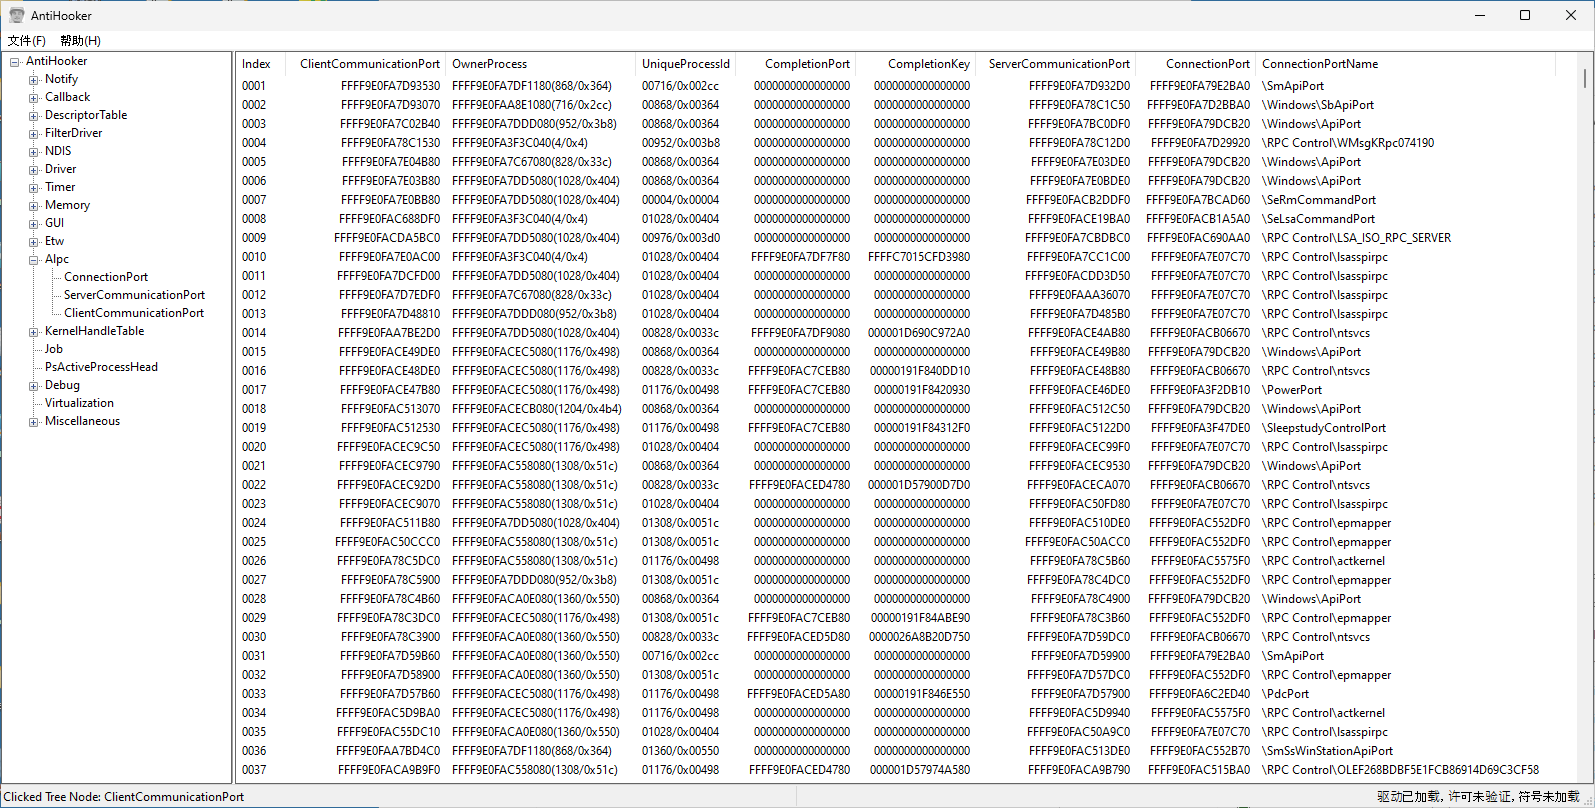 AntiHooker
文件(F) 帮助(H)
AntiHooker
Notify
Callback
DescriptorTable
FilterDriver
NDIS
Driver
Timer
Memory
GUI
Etw
Alpc
ConnectionPort
ServerCommunicationPort
ClientCommunicationPort
KernelHandleTable
Job
PsActiveProcessHead
Debug
Virtualization
Miscellaneous
Index ClientCommunicationPort OwnerProcess UniqueProcessId CompletionPort CompletionKey ServerCommunicationPort ConnectionPort ConnectionPortName
0001 FFFF9E0FA7D93530 FFFF9E0FA7DF1180(868/0x364) 00716/0x002cc 0000000000000000 0000000000000000 FFFF9E0FA7D932D0 FFFF9E0FA79E2BA0 \SmApiPort
0002 FFFF9E0FA7D93070 FFFF9E0FAA8E1080(716/0x2cc) 00868/0x00364 0000000000000000 0000000000000000 FFFF9E0FA78C1C50 FFFF9E0FA7D2BBA0 \Windows\SbApiPort
0003 FFFF9E0FA7C02B40 FFFF9E0FA7DDD080(952/0x3b8) 00868/0x00364 0000000000000000 0000000000000000 FFFF9E0FA7BC0DF0 FFFF9E0FA79DCB20 \Windows\ApiPort
0004 FFFF9E0FA78C1530 FFFF9E0FA3F3C040(4/0x4) 00952/0x003b8 0000000000000000 0000000000000000 FFFF9E0FA78C12D0 FFFF9E0FA7D29920 \RPC Control\WMsgKRpc074190
0005 FFFF9E0FA7E04B80 FFFF9E0FA7C67080(828/0x33c) 00868/0x00364 0000000000000000 0000000000000000 FFFF9E0FA7E03DE0 FFFF9E0FA79DCB20 \Windows\ApiPort
0006 FFFF9E0FA7E03B80 FFFF9E0FA7DD5080(1028/0x404) 00868/0x00364 0000000000000000 0000000000000000 FFFF9E0FA7E0BDE0 FFFF9E0FA79DCB20 \Windows\ApiPort
0007 FFFF9E0FA7E0BB80 FFFF9E0FA7DD5080(1028/0x404) 00004/0x00004 0000000000000000 0000000000000000 FFFF9E0FACB2DDF0 FFFF9E0FA7BCAD60 \SeRmCommandPort
0008 FFFF9E0FAC688DF0 FFFF9E0FA3F3C040(4/0x4) 01028/0x00404 0000000000000000 0000000000000000 FFFF9E0FACE19BA0 FFFF9E0FACB1A5A0 \SeLsaCommandPort
0009 FFFF9E0FACDA5BC0 FFFF9E0FA7DD5080(1028/0x404) 00976/0x003d0 0000000000000000 0000000000000000 FFFF9E0FA7CBDBC0 FFFF9E0FAC690AA0 \RPC Control\LSA_ISO_RPC_SERVER
0010 FFFF9E0FA7E0AC00 FFFF9E0FA3F3C040(4/0x4) 01028/0x00404 FFFF9E0FA7DF7F80 FFFFC7015CFD3980 FFFF9E0FA7CC1C00 FFFF9E0FA7E07C70 \RPC Control\lsasspirpc
0011 FFFF9E0FA7DCFD00 FFFF9E0FA7DD5080(1028/0x404) 01028/0x00404 0000000000000000 0000000000000000 FFFF9E0FACDD3D50 FFFF9E0FA7E07C70 \RPC Control\lsasspirpc
0012 FFFF9E0FA7D7EDF0 FFFF9E0FA7C67080(828/0x33c) 01028/0x00404 0000000000000000 0000000000000000 FFFF9E0FAAA36070 FFFF9E0FA7E07C70 \RPC Control\lsasspirpc
0013 FFFF9E0FA7D48810 FFFF9E0FA7DDD080(952/0x3b8) 01028/0x00404 0000000000000000 0000000000000000 FFFF9E0FA7D485B0 FFFF9E0FA7E07C70 \RPC Control\lsasspirpc
0014 FFFF9E0FAA7BE2D0 FFFF9E0FA7DD5080(1028/0x404) 00828/0x0033c FFFF9E0FA7DF9080 000001D690C972A0 FFFF9E0FACE4AB80 FFFF9E0FACB06670 \RPC Control\ntsvcs
0015 FFFF9E0FACE49DE0 FFFF9E0FACEC5080(1176/0x498) 00868/0x00364 0000000000000000 0000000000000000 FFFF9E0FACE49B80 FFFF9E0FA79DCB20 \Windows\ApiPort
0016 FFFF9E0FACE48DE0 FFFF9E0FACEC5080(1176/0x498) 00828/0x0033c FFFF9E0FAC7CEB80 00000191F840DD10 FFFF9E0FACE48B80 FFFF9E0FACB06670 \RPC Control\ntsvcs
0017 FFFF9E0FACE47B80 FFFF9E0FACEC5080(1176/0x498) 01176/0x00498 FFFF9E0FAC7CEB80 00000191F8420930 FFFF9E0FACE46DE0 FFFF9E0FA3F2DB10 \PowerPort
0018 FFFF9E0FAC513070 FFFF9E0FACECB080(1204/0x4b4) 00868/0x00364 0000000000000000 0000000000000000 FFFF9E0FAC512C50 FFFF9E0FA79DCB20 \Windows\ApiPort
0019 FFFF9E0FAC512530 FFFF9E0FACEC5080(1176/0x498) 01176/0x00498 FFFF9E0FAC7CEB80 00000191F84312F0 FFFF9E0FAC5122D0 FFFF9E0FA3F47DE0 \SleepstudyControlPort
0020 FFFF9E0FACEC9C50 FFFF9E0FACEC5080(1176/0x498) 01028/0x00404 0000000000000000 0000000000000000 FFFF9E0FACEC99F0 FFFF9E0FA7E07C70 \RPC Control\lsasspirpc
0021 FFFF9E0FACEC9790 FFFF9E0FAC558080(1308/0x51c) 00868/0x00364 0000000000000000 0000000000000000 FFFF9E0FACEC9530 FFFF9E0FA79DCB20 \Windows\ApiPort
0022 FFFF9E0FACEC92D0 FFFF9E0FAC558080(1308/0x51c) 00828/0x0033c FFFF9E0FACED4780 000001D57900D7D0 FFFF9E0FACECA070 FFFF9E0FACB06670 \RPC Control\ntsvcs
0023 FFFF9E0FACEC9070 FFFF9E0FAC558080(1308/0x51c) 01028/0x00404 0000000000000000 0000000000000000 FFFF9E0FAC50FD80 FFFF9E0FA7E07C70 \RPC Control\lsasspirpc
0024 FFFF9E0FAC511B80 FFFF9E0FA7DD5080(1028/0x404) 01308/0x0051c 0000000000000000 0000000000000000 FFFF9E0FAC510DE0 FFFF9E0FAC552DF0 \RPC Control\epmapper
0025 FFFF9E0FAC50CCC0 FFFF9E0FAC558080(1308/0x51c) 01308/0x0051c 0000000000000000 0000000000000000 FFFF9E0FAC50ACC0 FFFF9E0FAC552DF0 \RPC Control\epmapper
0026 FFFF9E0FA78C5DC0 FFFF9E0FAC558080(1308/0x51c) 01176/0x00498 0000000000000000 0000000000000000 FFFF9E0FA78C5B60 FFFF9E0FAC5575F0 \RPC Control\actkernel
0027 FFFF9E0FA78C5900 FFFF9E0FA7DDD080(952/0x3b8) 01308/0x0051c 0000000000000000 0000000000000000 FFFF9E0FA78C4DC0 FFFF9E0FAC552DF0 \RPC Control\epmapper
0028 FFFF9E0FA78C4B60 FFFF9E0FACA0E080(1360/0x550) 00868/0x00364 0000000000000000 0000000000000000 FFFF9E0FA78C4900 FFFF9E0FA79DCB20 \Windows\ApiPort
0029 FFFF9E0FA78C3DC0 FFFF9E0FACEC5080(1176/0x498) 01308/0x0051c FFFF9E0FAC7CEB80 00000191F84ABE90 FFFF9E0FA78C3B60 FFFF9E0FAC552DF0 \RPC Control\epmapper
0030 FFFF9E0FA78C3900 FFFF9E0FACA0E080(1360/0x550) 00828/0x0033c FFFF9E0FACED5D80 0000026A8B20D750 FFFF9E0FA7D59DC0 FFFF9E0FACB06670 \RPC Control\ntsvcs
0031 FFFF9E0FA7D59B60 FFFF9E0FACA0E080(1360/0x550) 00716/0x002cc 0000000000000000 0000000000000000 FFFF9E0FA7D59900 FFFF9E0FA79E2BA0 \SmApiPort
0032 FFFF9E0FA7D58900 FFFF9E0FACA0E080(1360/0x550) 01308/0x0051c 0000000000000000 0000000000000000 FFFF9E0FA7D57DC0 FFFF9E0FAC552DF0 \RPC Control\epmapper
0033 FFFF9E0FA7D57B60 FFFF9E0FACEC5080(1176/0x498) 01176/0x00498 FFFF9E0FACED5A80 00000191F846E550 FFFF9E0FA7D57900 FFFF9E0FA6C2ED40 \PdcPort
0034 FFFF9E0FAC5D9BA0 FFFF9E0FACEC5080(1176/0x498) 01176/0x00498 0000000000000000 0000000000000000 FFFF9E0FAC5D9940 FFFF9E0FAC5575F0 \RPC Control\actkernel
0035 FFFF9E0FAC55DC10 FFFF9E0FACA0E080(1360/0x550) 01028/0x00404 0000000000000000 0000000000000000 FFFF9E0FAC50A9C0 FFFF9E0FA7E07C70 \RPC Control\lsasspirpc
0036 FFFF9E0FAA7BD4C0 FFFF9E0FA7DF1180(868/0x364) 01360/0x00550 0000000000000000 0000000000000000 FFFF9E0FAC513DE0 FFFF9E0FAC552B70 \SmSsWinStationApiPort
0037 FFFF9E0FACA9B9F0 FFFF9E0FAC558080(1308/0x51c) 01176/0x00498 FFFF9E0FACED4780 000001D57974A580 FFFF9E0FACA9B790 FFFF9E0FAC515BA0 \RPC Control\OLEF268BDBF5E1FCB86914D69C3CF58
Clicked Tree Node: ClientCommunicationPort
驱动已加载, 许可未验证, 符号未加载